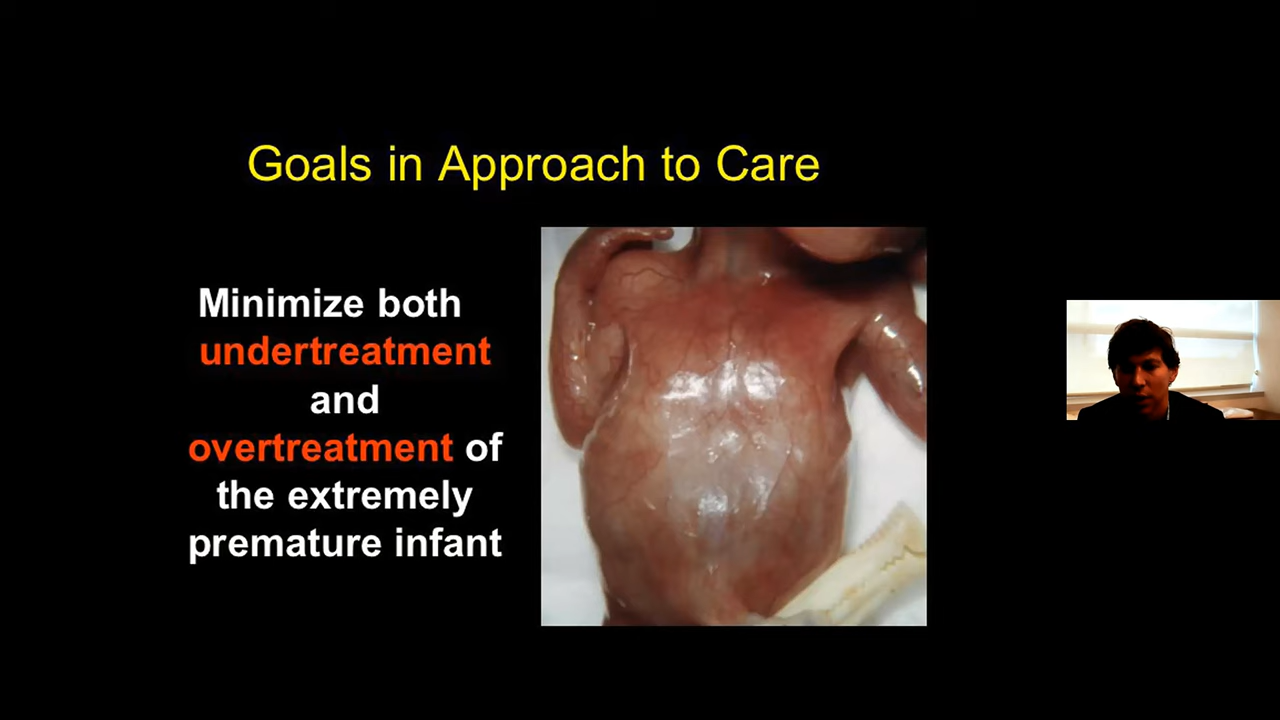 Goals in Approach to Care
Minimize both
undertreatment
and
overtreatment of
the extremely
premature infant